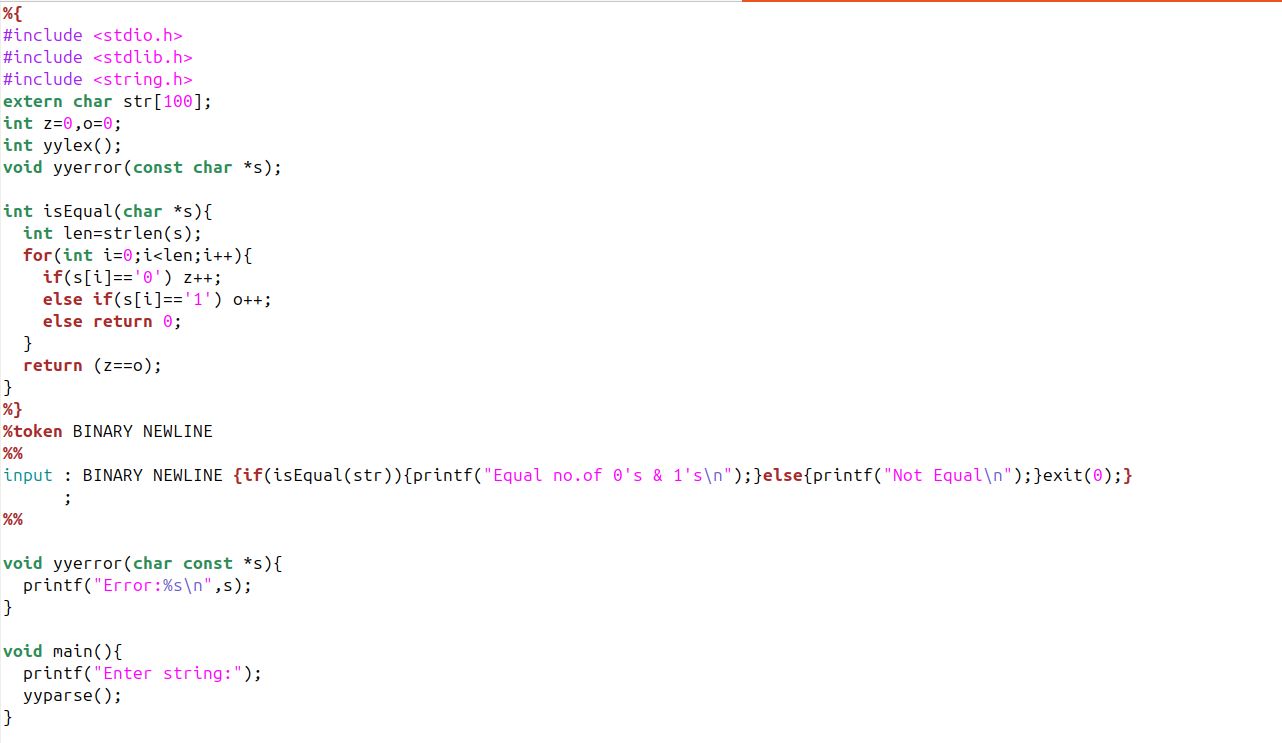 %{
#include <stdio.h>
#include <stdlib.h>
#include <string.h>
extern char str[100];
int z=0,o=0;
int yylex();
void yyerror(const char *s);

int isEqual(char *s){
  int len=strlen(s);
  for(int i=0;i<len;i++){
    if(s[i]=='0') z++;
    else if(s[i]=='1') o++;
    else return 0;
  }
  return (z==o);
}
%}
%token BINARY NEWLINE
%%
input : BINARY NEWLINE {if(isEqual(str)){printf("Equal no.of 0's & 1's\n");}else{printf("Not Equal\n");}exit(0);}
      ;
%%

void yyerror(char const *s){
  printf("Error:%s\n",s);
}

void main(){
  printf("Enter string:");
  yyparse();
}